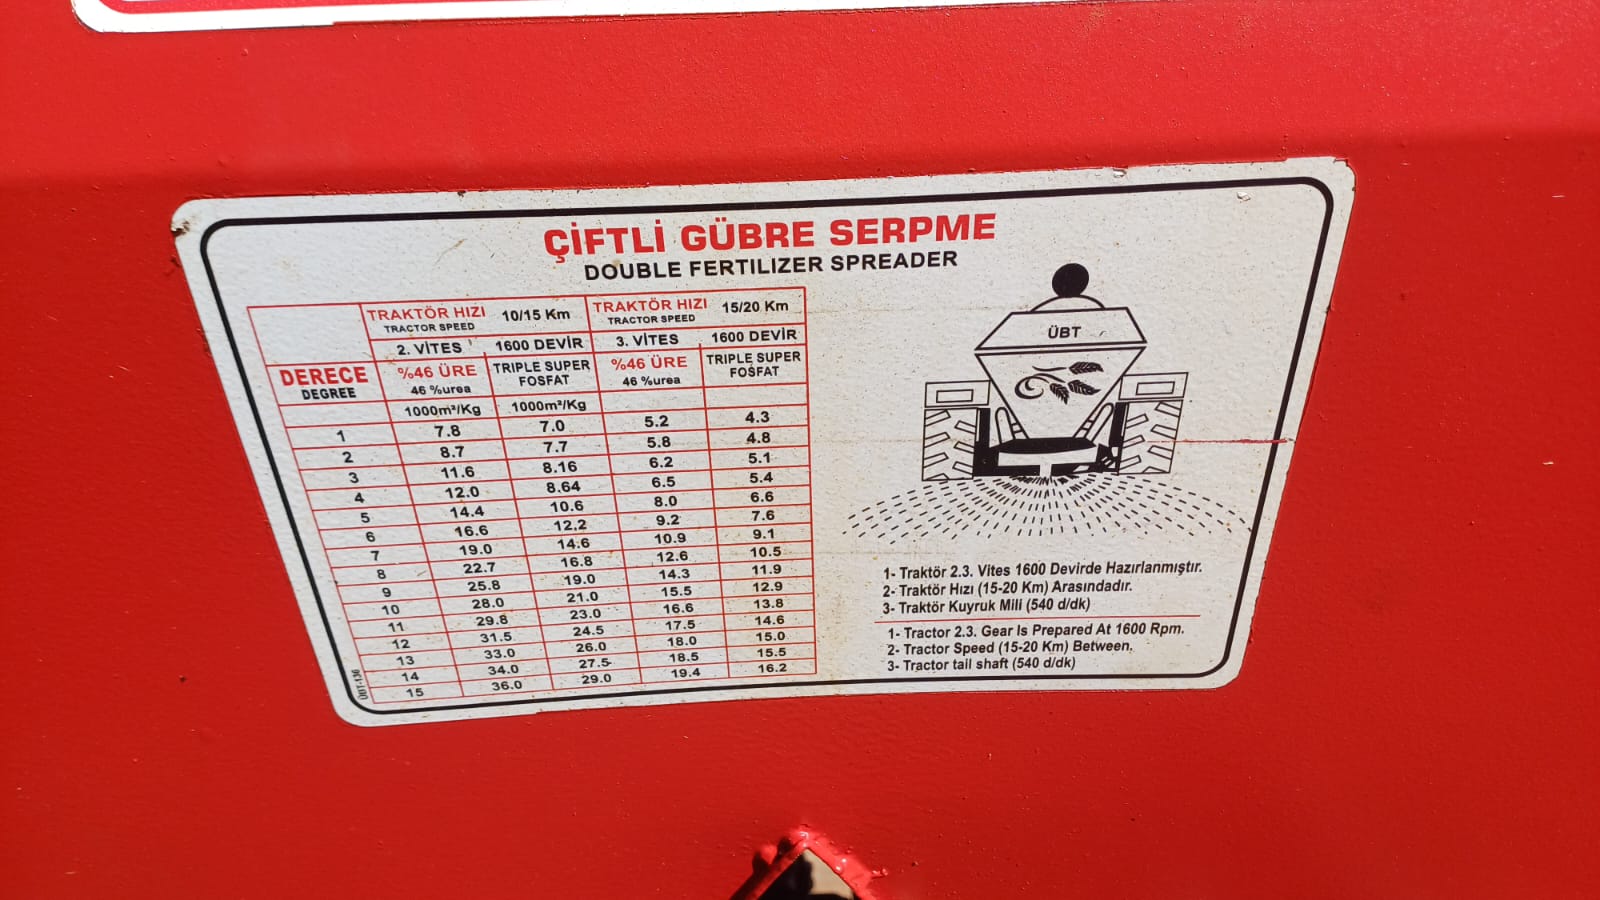 ÇİFTLİ GÜBRE SERPME
DOUBLE FERTILIZER SPREADER
TRAKTÖR HIZI 10/15 Km TRAKTÖR HIZI 15/20 Km
TRACTOR SPEED TRACTOR SPEED
2. VİTES 1600 DEVİR 3. VİTES 1600 DEVİR
DERECE %46 ÜRE TRIPLE SUPER %46 ÜRE TRIPLE SUPER
DEGREE 46 %urea FOSFAT 46 %urea FOSFAT
1000m²/Kg 1000m²/Kg
1 7.8 7.0 5.2 4.3
2 8.7 7.7 5.8 4.8
3 11.6 8.16 6.2 5.1
4 12.0 8.64 6.5 5.4
5 14.4 10.6 8.0 6.6
6 16.6 12.2 9.2 7.6
7 19.0 14.6 10.9 9.1
8 22.7 16.8 12.6 10.5
9 25.8 19.0 14.3 11.9
10 28.0 21.0 15.5 12.9
11 29.8 23.0 16.6 13.8
12 31.5 24.5 17.5 14.6
13 33.0 26.0 18.0 15.0
14 34.0 27.5 18.5 15.5
15 36.0 29.0 19.4 16.2
ÜBT-136
ÜBT
1- Traktör 2.3. Vites 1600 Devirde Hazırlanmıştır.
2- Traktör Hızı (15-20 Km) Arasındadır.
3- Traktör Kuyruk Mili (540 d/dk)
1- Tractor 2.3. Gear Is Prepared At 1600 Rpm.
2- Tractor Speed (15-20 Km) Between.
3- Tractor tail shaft (540 d/dk)